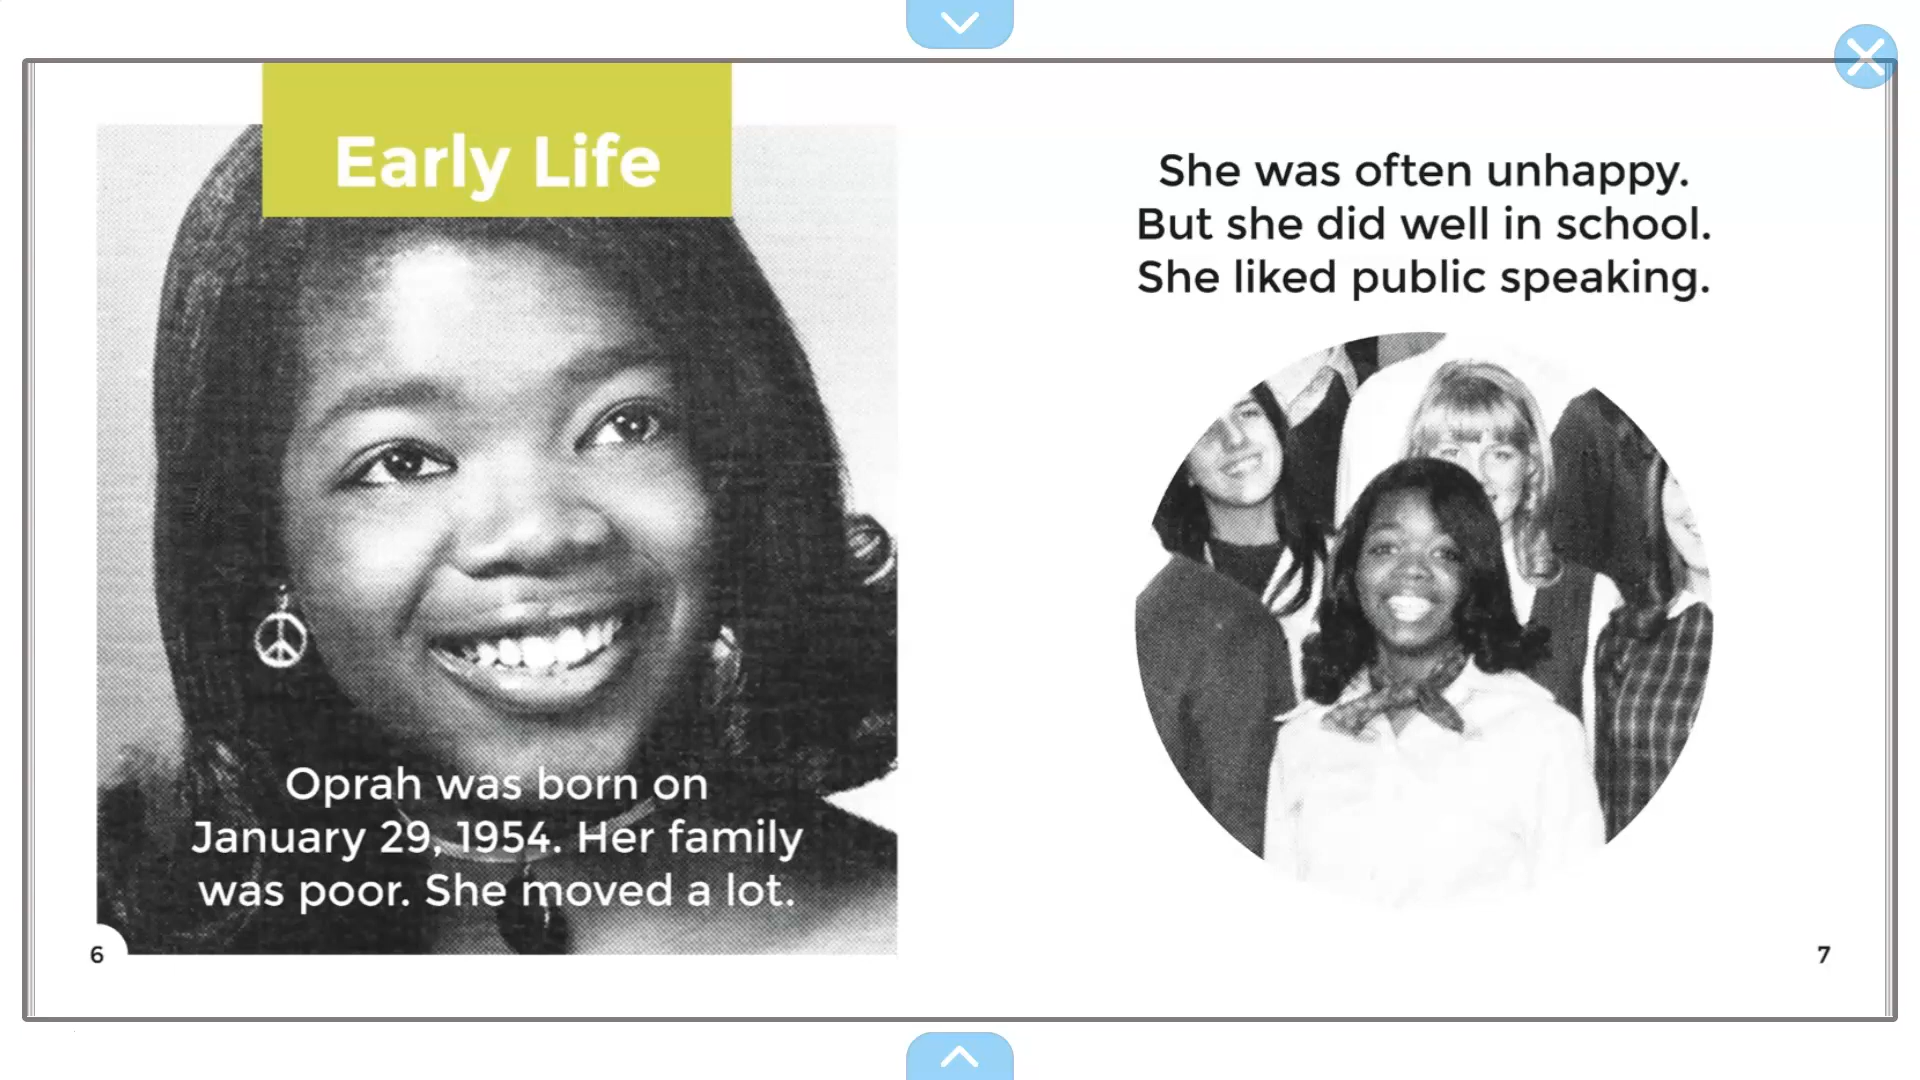 Early Life
Oprah was born on
January 29, 1954. Her family
was poor. She moved a lot.
6
She was often unhappy.
But she did well in school.
She liked public speaking.
7